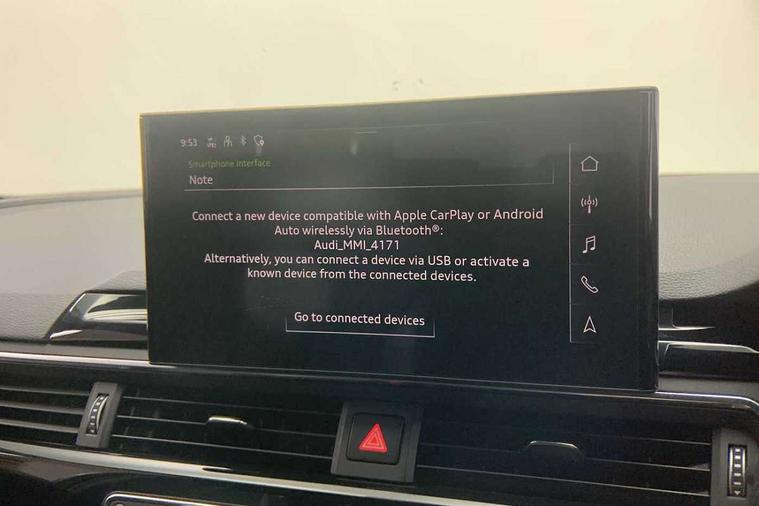 9:53
Smartphone interface
Note
Connect a new device compatible with Apple CarPlay or Android
Auto wirelessly via Bluetooth®:
Audi_MMI_4171
Alternatively, you can connect a device via USB or activate a
known device from the connected devices.
Go to connected devices